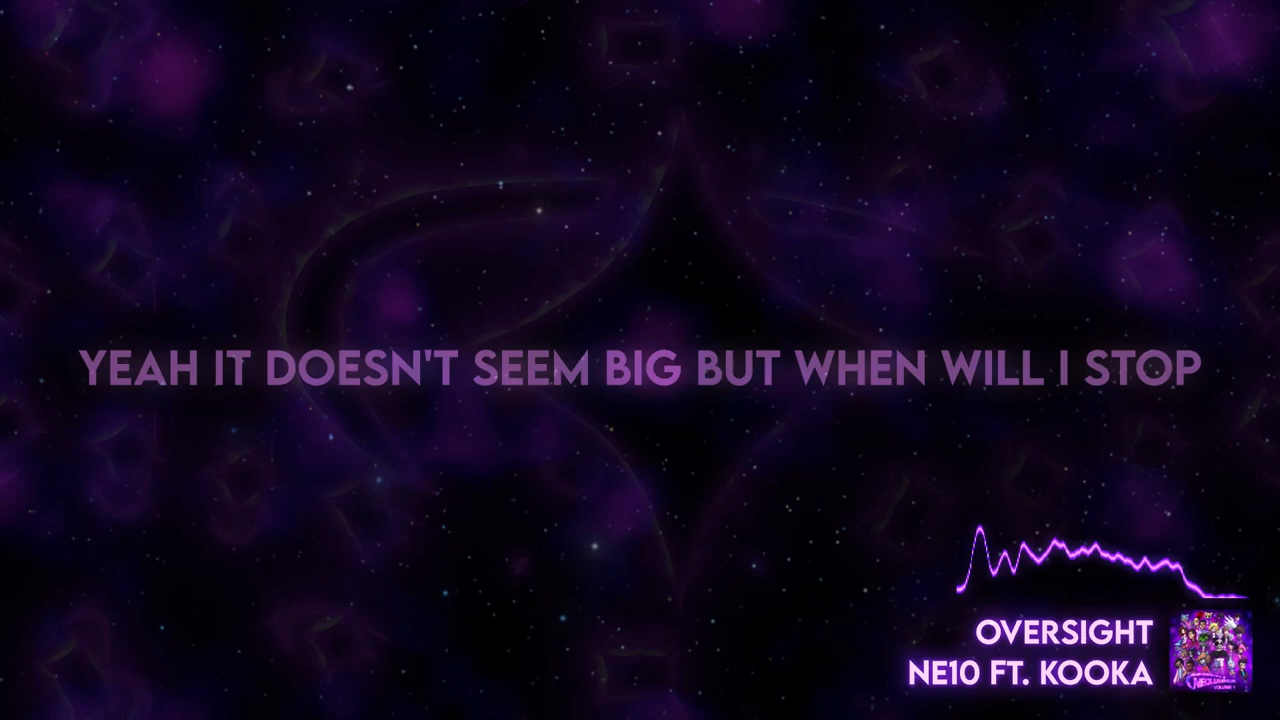 YEAH IT DOESN'T SEEM BIG BUT WHEN WILL I STOP
OVERSIGHT
NE10 FT. KOOKA